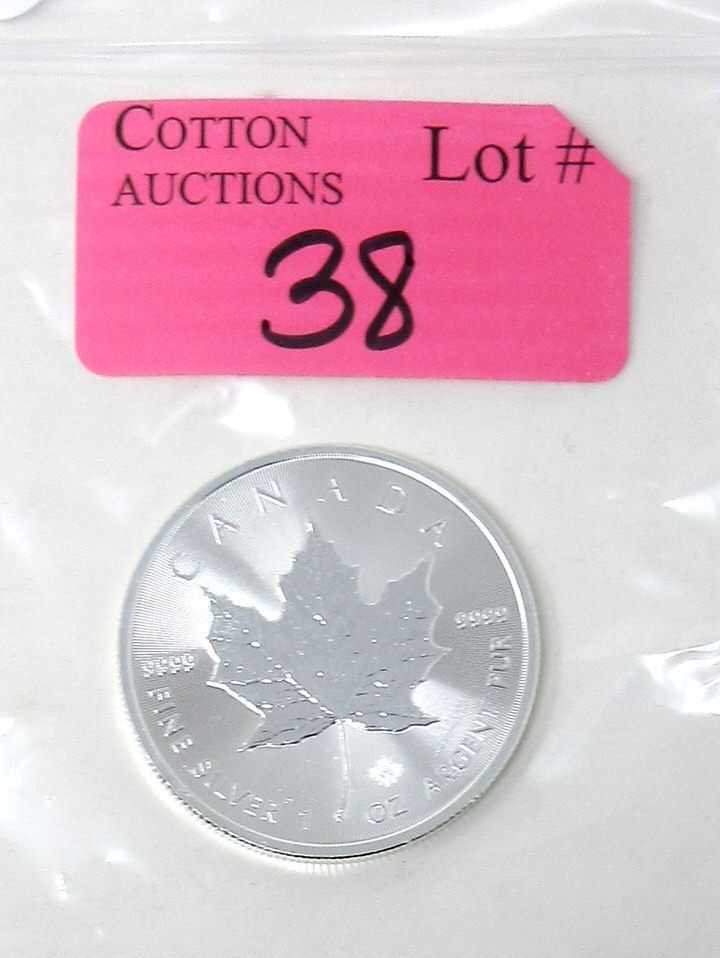 COTTON
AUCTIONS
Lot #
38
CANADA
9999
9999
FINE SILVER 1 OZ ARGENT PUR